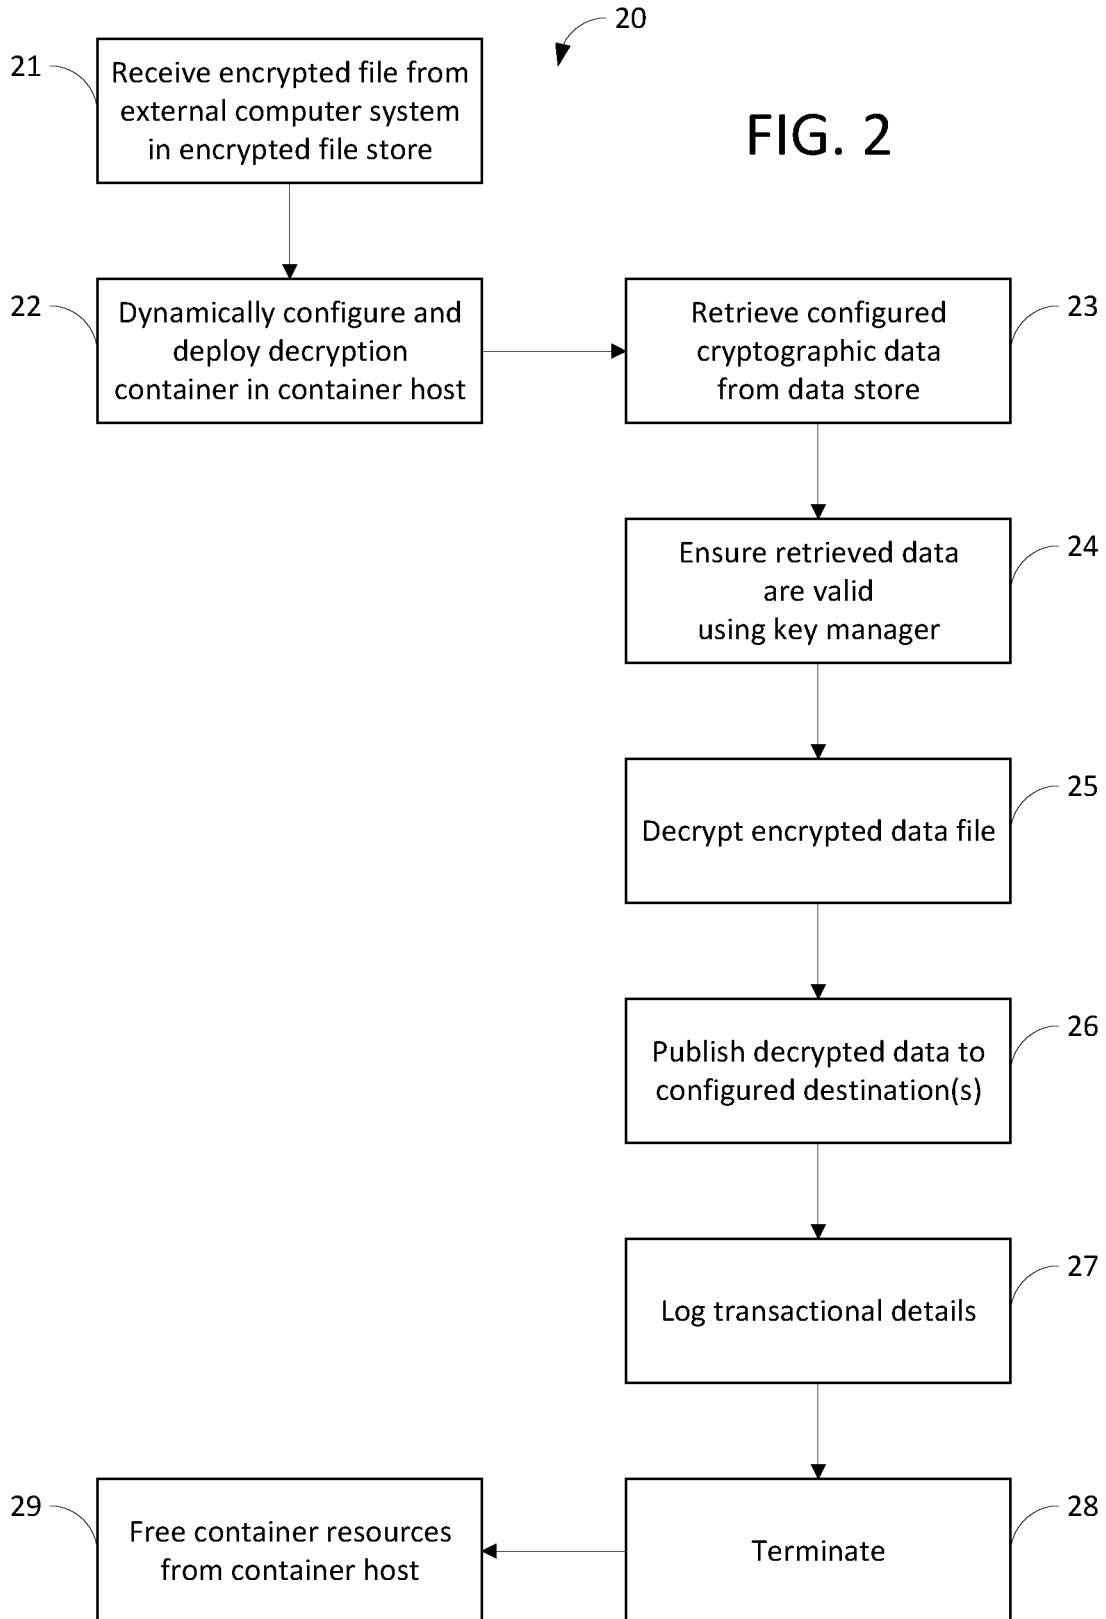 20
FIG. 2
21
Receive encrypted file from
external computer system
in encrypted file store
22
Dynamically configure and
deploy decryption
container in container host
23
Retrieve configured
cryptographic data
from data store
24
Ensure retrieved data
are valid
using key manager
25
Decrypt encrypted data file
26
Publish decrypted data to
configured destination(s)
27
Log transactional details
28
Terminate
29
Free container resources
from container host